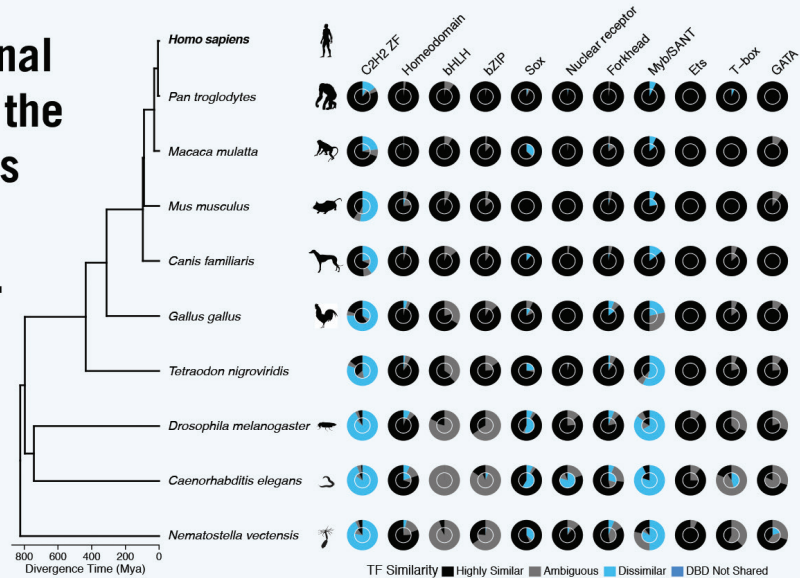 nal
the
s
.
Homo sapiens
C2H2 ZF
Homeodomain
bHLH
bZIP
Sox
Nuclear receptor
Forkhead
Myb/SANT
Ets
T-box
GATA
Pan troglodytes
Macaca mulatta
Mus musculus
Canis familiaris
Gallus gallus
Tetraodon nigroviridis
Drosophila melanogaster
Caenorhabditis elegans
Nematostella vectensis
800 600 400 200 0
Divergence Time (Mya)
TF Similarity Highly Similar Ambiguous Dissimilar DBD Not Shared